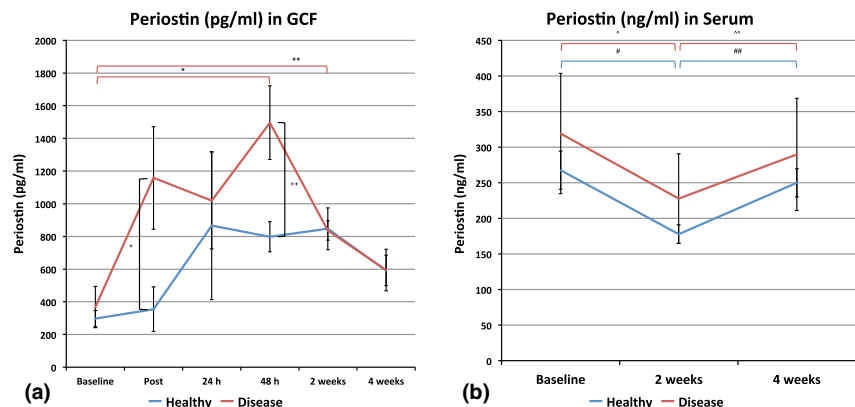 Periostin (pg/ml) in GCF
Periostin (pg/ml)
2000
1800
1600
1400
1200
1000
800
600
400
200
0
**
*
+
++
Baseline Post 24 h 48 h 2 weeks 4 weeks
(a)
Healthy Disease
Periostin (ng/ml) in Serum
Periostin (ng/ml)
450
400
350
300
250
200
150
100
50
0
^ ^^
# ##
Baseline 2 weeks 4 weeks
(b)
Healthy Disease